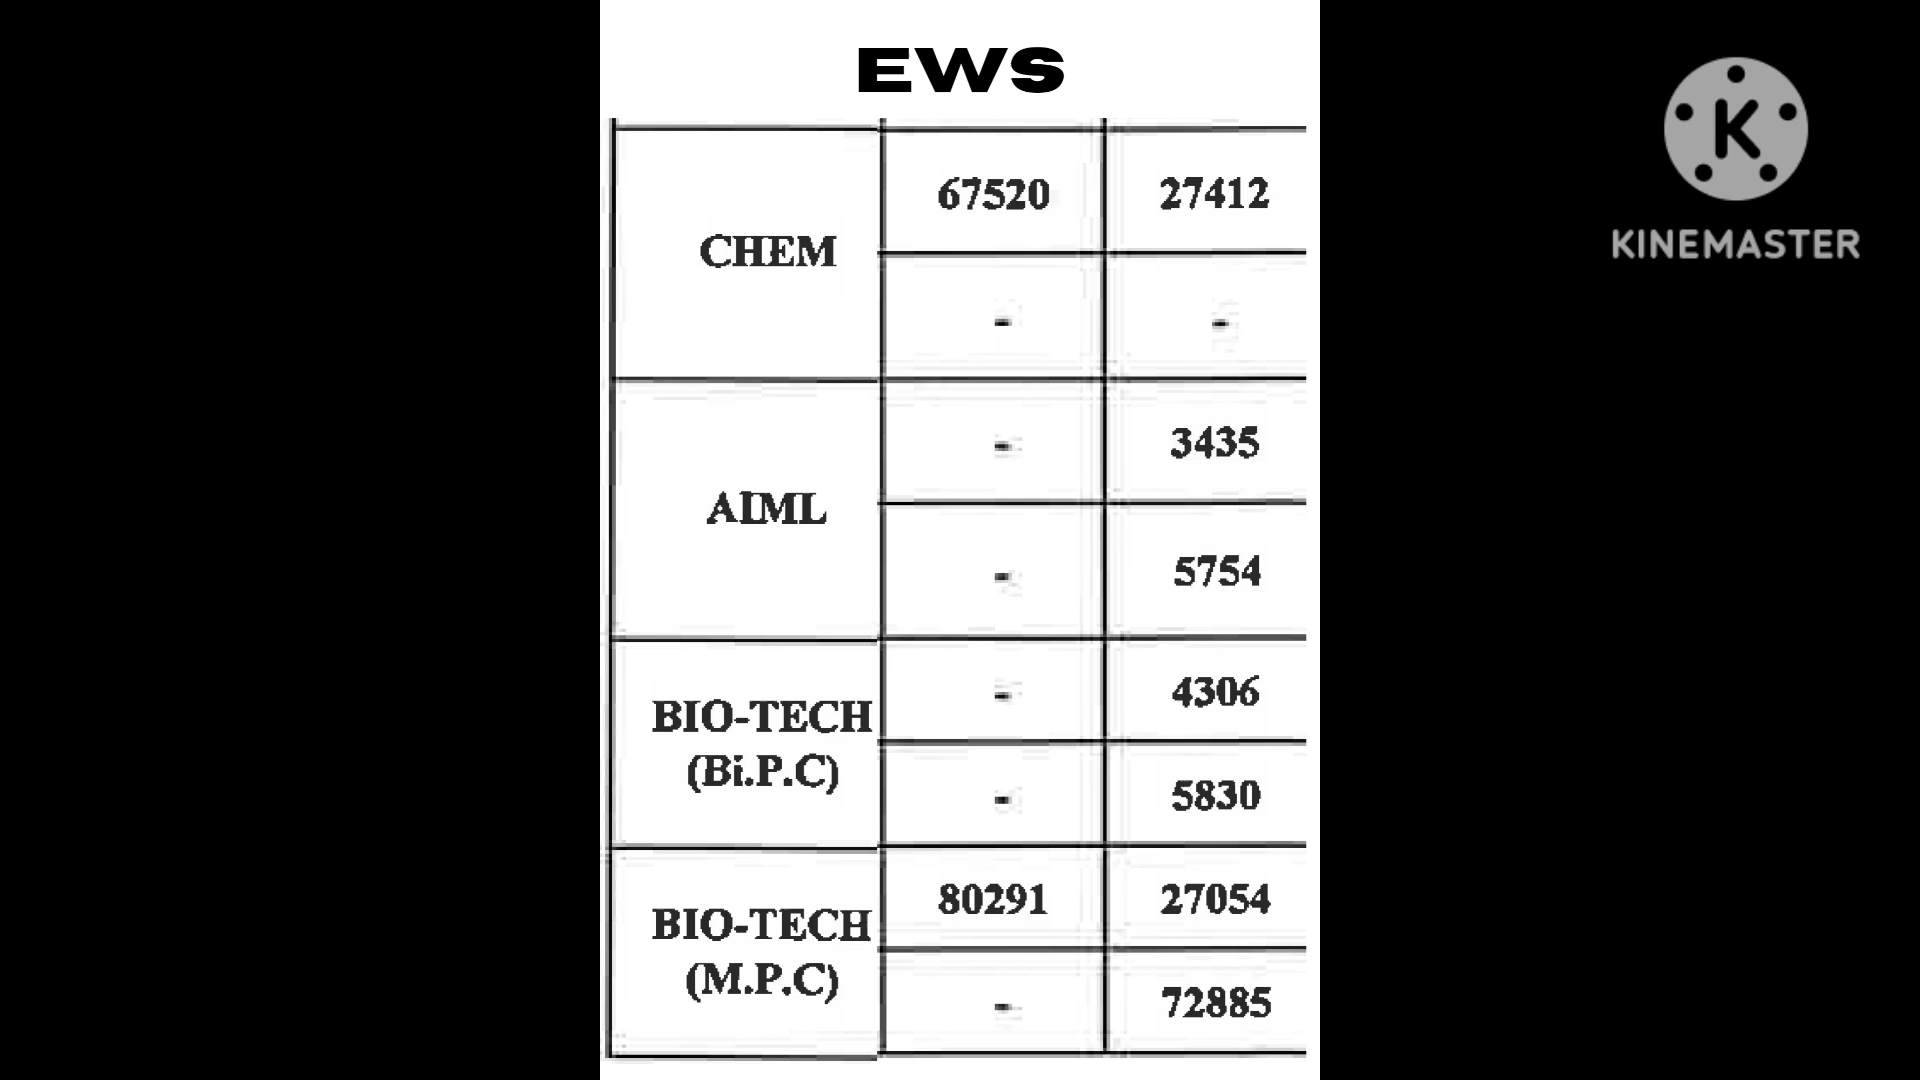 EWS
CHEM 67520 27412
- -
AIML - 3435
- 5754
BIO-TECH
(Bi.P.C) - 4306
- 5830
BIO-TECH
(M.P.C) 80291 27054
- 72885
K
KINEMASTER